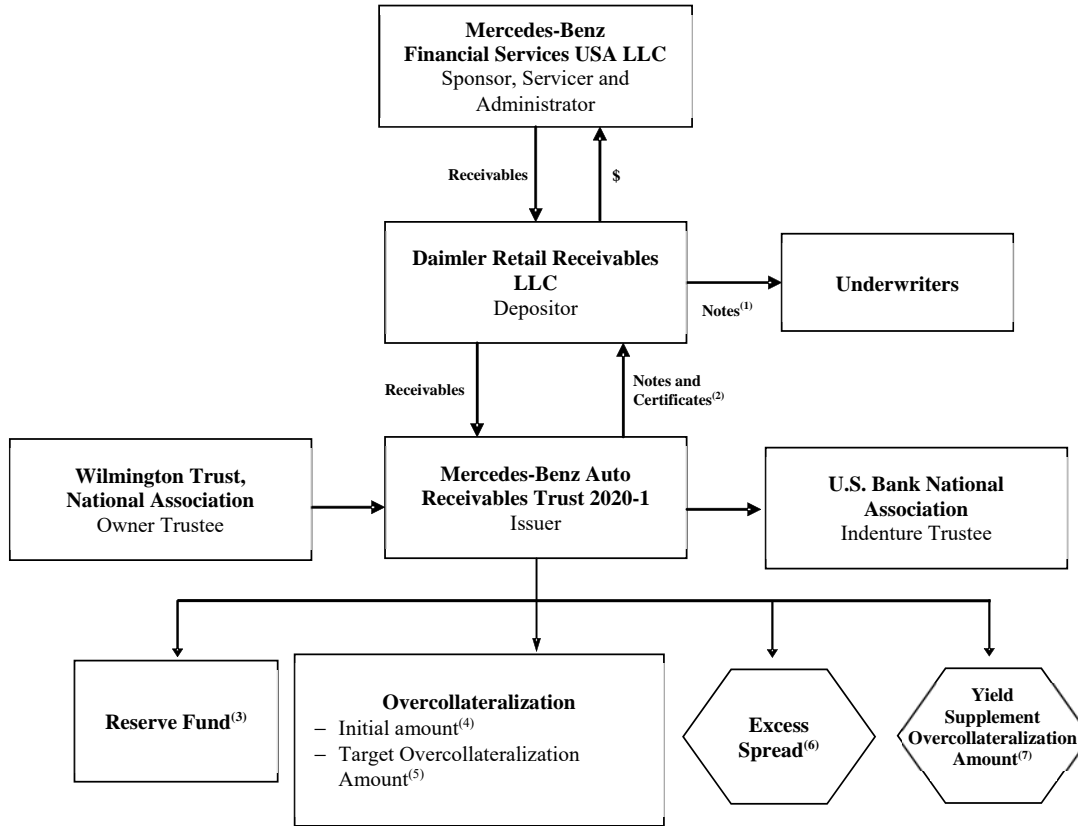 Mercedes-Benz
Financial Services USA LLC
Sponsor, Servicer and
Administrator
Receivables
$
Daimler Retail Receivables
LLC
Depositor
Notes(1)
Underwriters
Receivables
Notes and
Certificates(2)
Wilmington Trust,
National Association
Owner Trustee
Mercedes-Benz Auto
Receivables Trust 2020-1
Issuer
U.S. Bank National
Association
Indenture Trustee
Reserve Fund(3)
Overcollateralization
– Initial amount(4)
– Target Overcollateralization
Amount(5)
Excess
Spread(6)
Yield
Supplement
Overcollateralization
Amount(7)